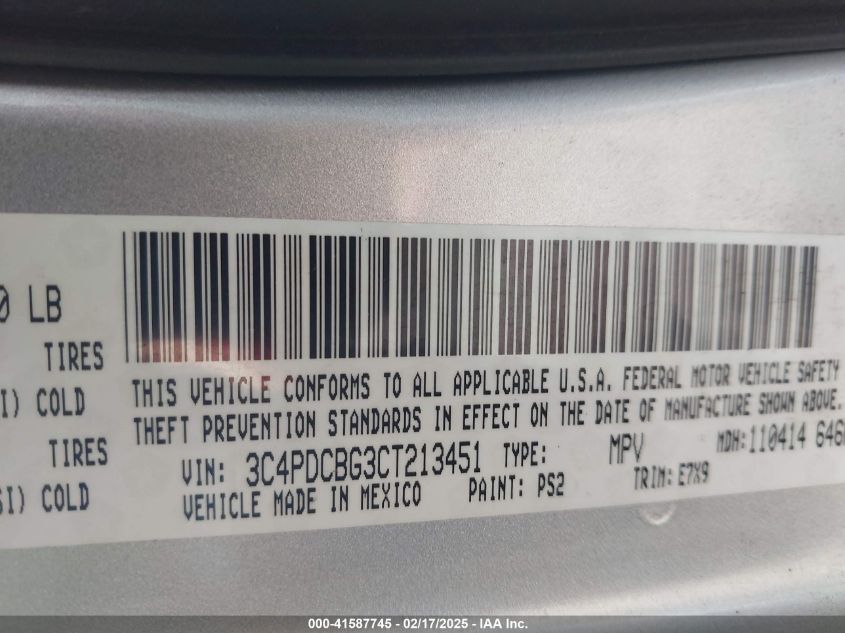 0 LB
TIRES
I) COLD
TIRES
SI) COLD
THIS VEHICLE CONFORMS TO ALL APPLICABLE U.S.A. FEDERAL MOTOR VEHICLE SAFETY
THEFT PREVENTION STANDARDS IN EFFECT ON THE DATE OF MANUFACTURE SHOWN ABOVE.
VIN: 3C4PDCBG3CT213451 TYPE: MPV MDH:110414 646
VEHICLE MADE IN MEXICO PAINT: PS2 TRIM: E7X9
000-41587745 - 02/17/2025 - IAA Inc.